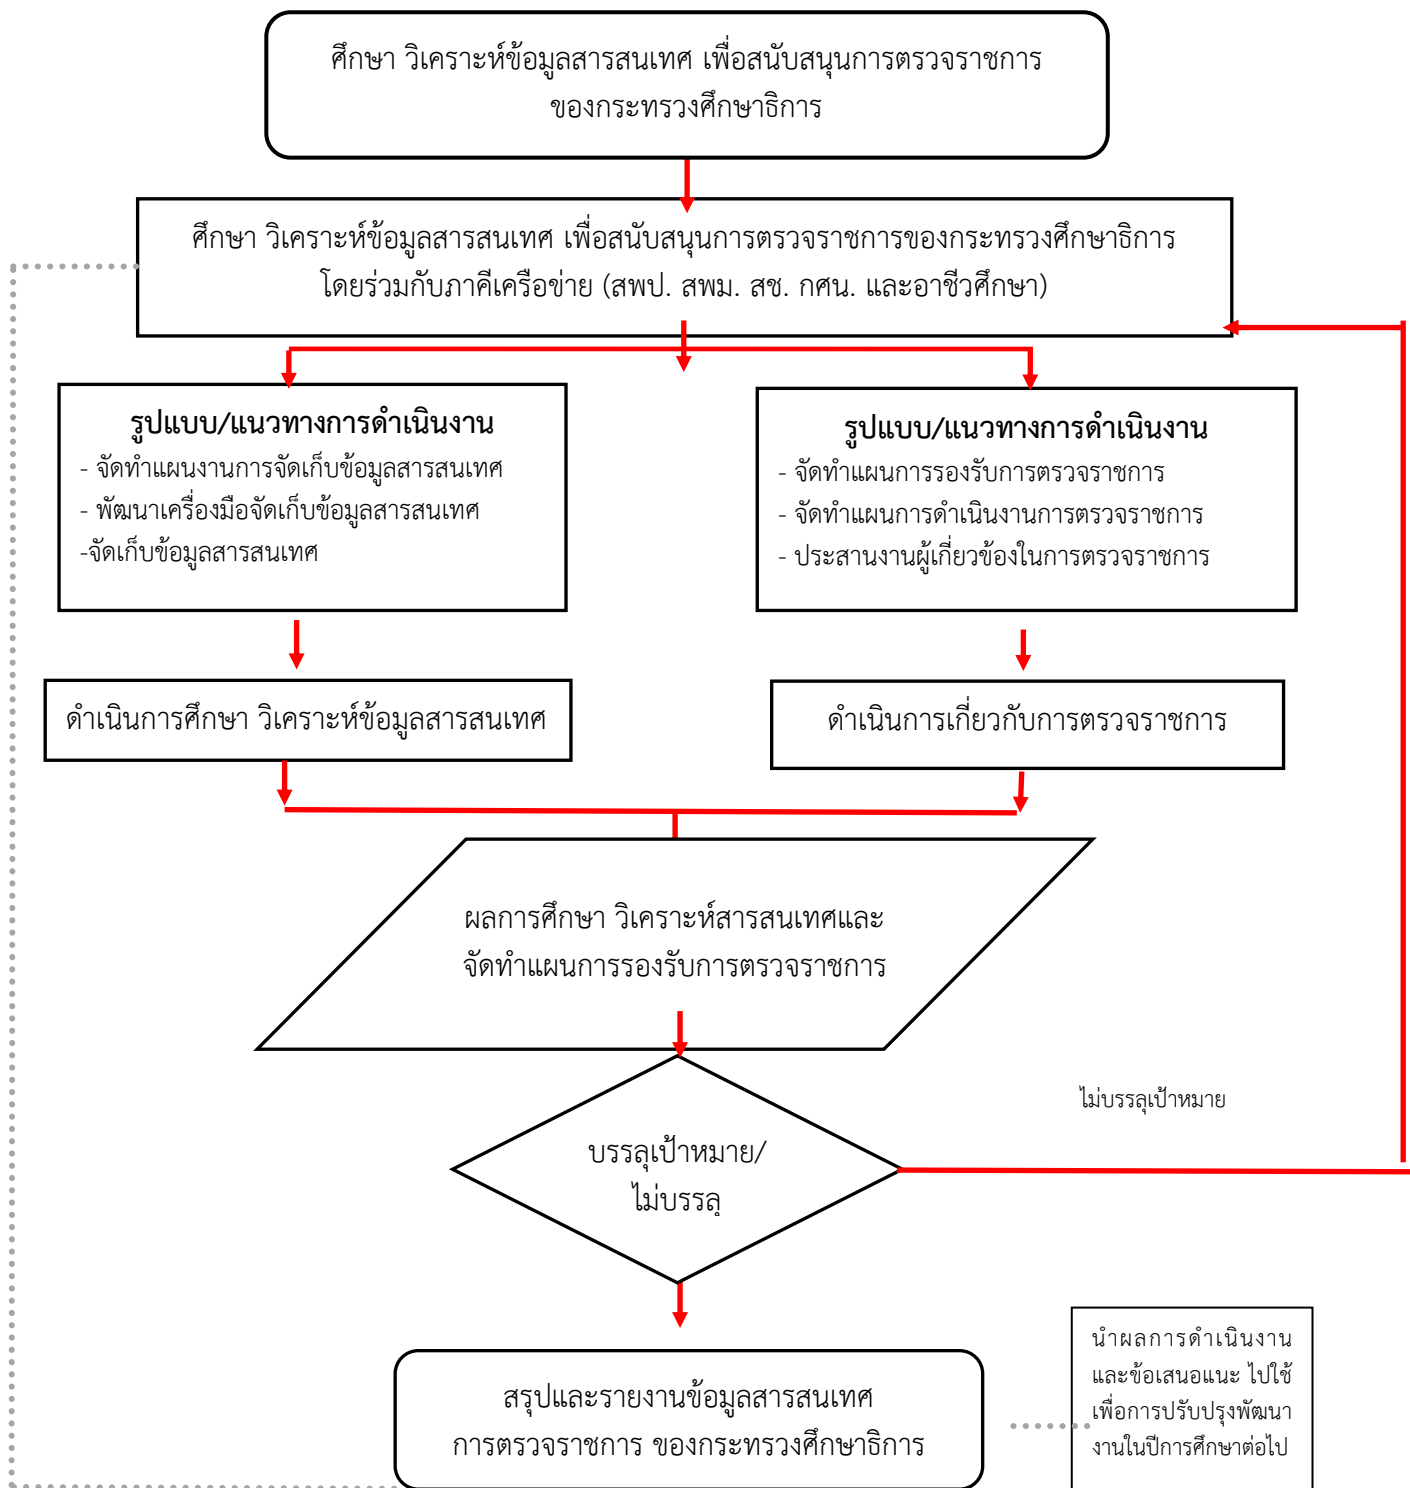 ศึกษา วิเคราะห์ข้อมูลสารสนเทศ เพื่อสนับสนุนการตรวจราชการ
ของกระทรวงศึกษาธิการ
ศึกษา วิเคราะห์ข้อมูลสารสนเทศ เพื่อสนับสนุนการตรวจราชการของกระทรวงศึกษาธิการ
โดยร่วมกับภาคีเครือข่าย (สพป. สพม. สช. กศน. และอาชีวศึกษา)
รูปแบบ/แนวทางการดำเนินงาน
- จัดทำแผนงานการจัดเก็บข้อมูลสารสนเทศ
- พัฒนาเครื่องมือจัดเก็บข้อมูลสารสนเทศ
-จัดเก็บข้อมูลสารสนเทศ
รูปแบบ/แนวทางการดำเนินงาน
- จัดทำแผนการรองรับการตรวจราชการ
- จัดทำแผนการดำเนินงานการตรวจราชการ
- ประสานงานผู้เกี่ยวข้องในการตรวจราชการ
ดำเนินการศึกษา วิเคราะห์ข้อมูลสารสนเทศ
ดำเนินการเกี่ยวกับการตรวจราชการ
ผลการศึกษา วิเคราะห์สารสนเทศและ
จัดทำแผนการรองรับการตรวจราชการ
ไม่บรรลุเป้าหมาย
บรรลุเป้าหมาย/
ไม่บรรลุ
สรุปและรายงานข้อมูลสารสนเทศ
การตรวจราชการ ของกระทรวงศึกษาธิการ
นำผลการดำเนินงาน
และข้อเสนอแนะ ไปใช้
เพื่อการปรับปรุงพัฒนา
งานในปีการศึกษาต่อไป